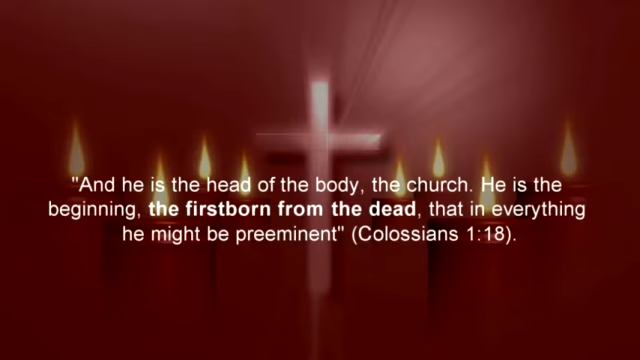 "And he is the head of the body, the church. He is the
beginning, the firstborn from the dead, that in everything
he might be preeminent" (Colossians 1:18).